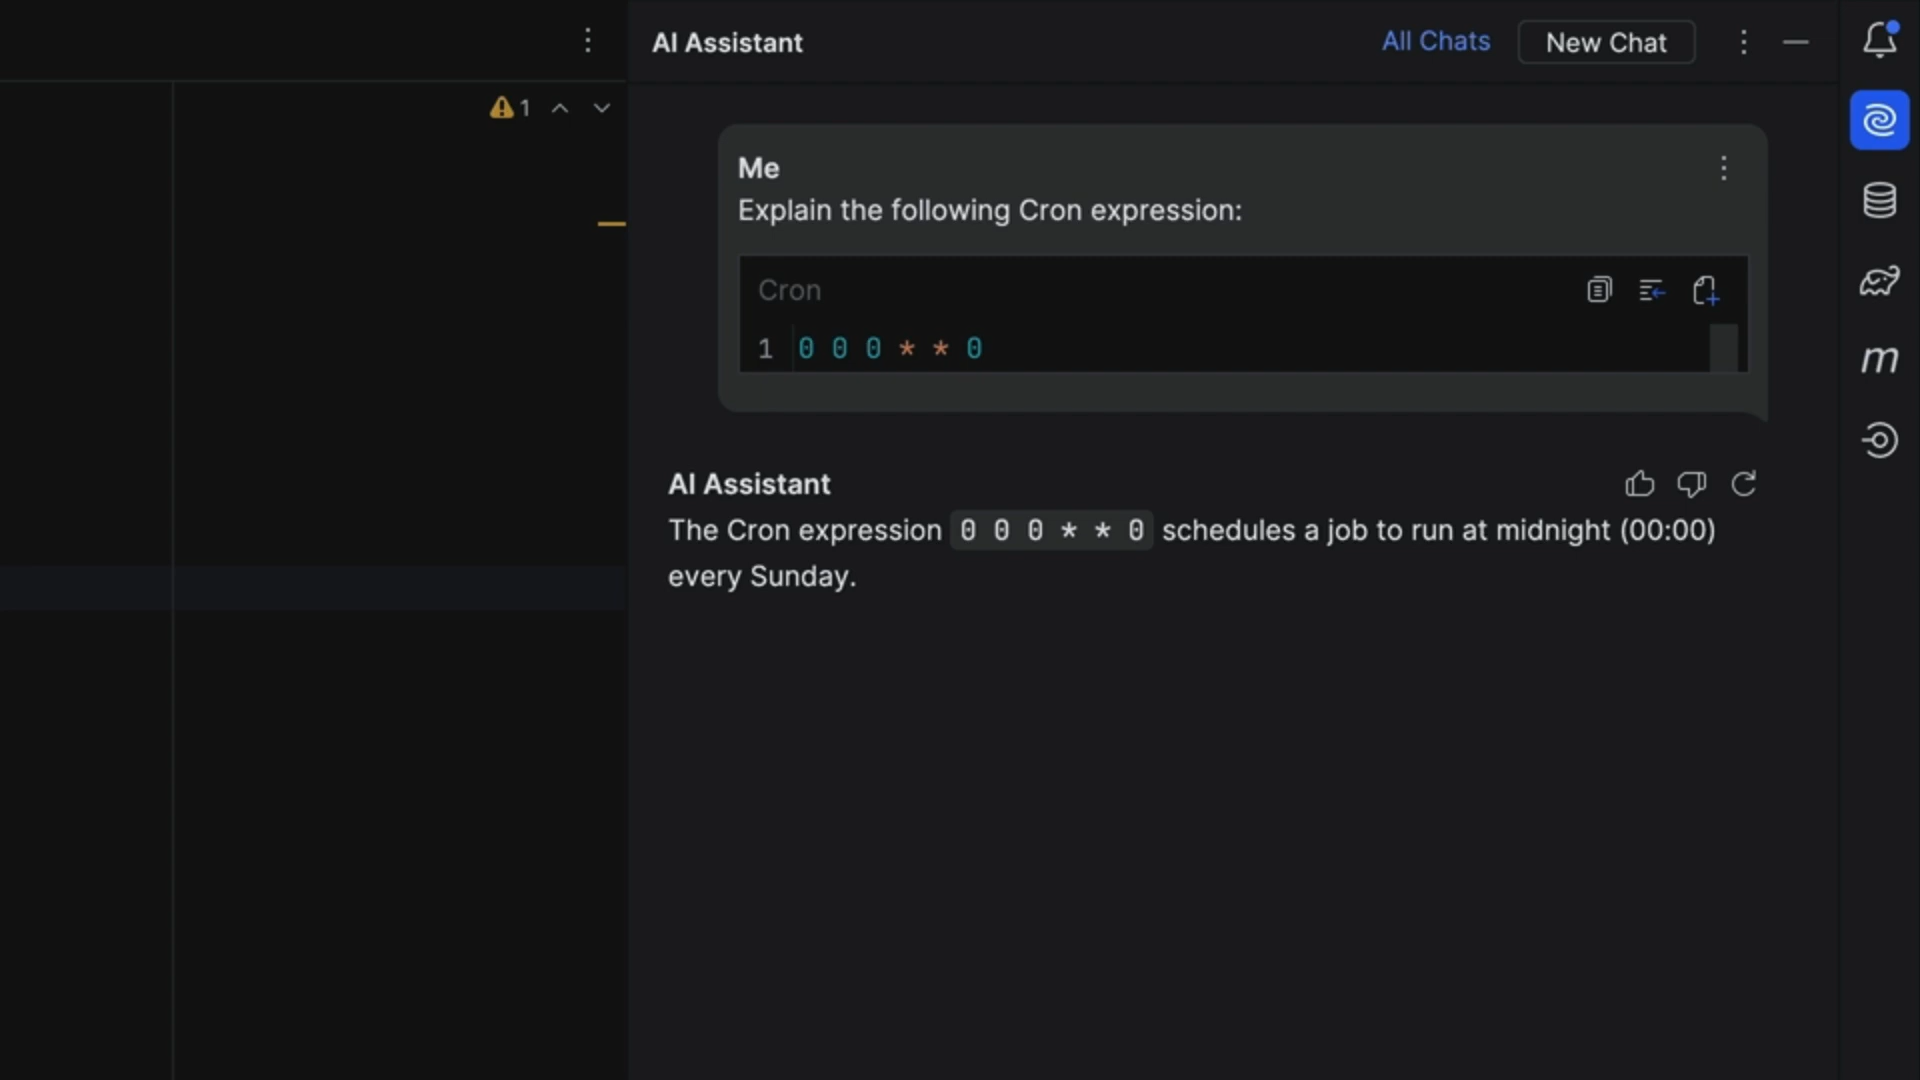 AI Assistant
All Chats
New Chat
1
Me
Explain the following Cron expression:
Cron
1 0 0 0 * * 0
AI Assistant
The Cron expression 0 0 0 * * 0 schedules a job to run at midnight (00:00)
every Sunday.
m